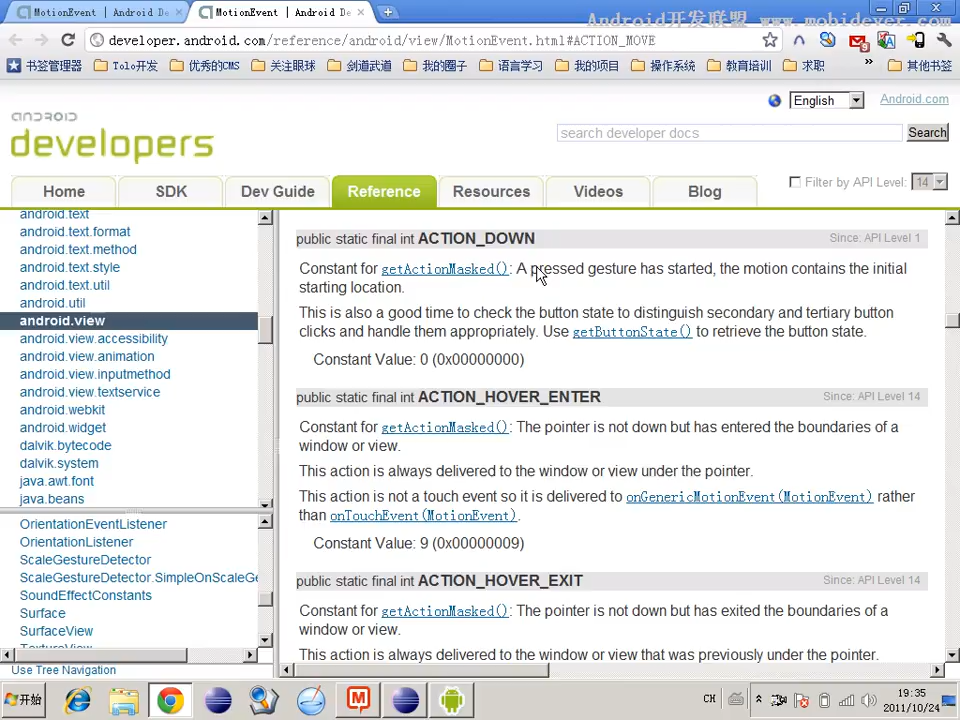 MotionEvent | Android De
MotionEvent | Android De
Android开发联盟 www.mobidever.com
developer.android.com/reference/android/view/MotionEvent.html#ACTION_MOVE
书签管理器 Tolo开发 优秀的CMS 关注眼球 剑道武道 我的圈子 语言学习 我的项目 操作系统 教育培训 求职 » 其他书签
English Android.com
ANDROID
developers
search developer docs Search
Home SDK Dev Guide Reference Resources Videos Blog Filter by API Level: 14
android.text
android.text.format
android.text.method
android.text.style
android.text.util
android.util
android.view
android.view.accessibility
android.view.animation
android.view.inputmethod
android.view.textservice
android.webkit
android.widget
dalvik.bytecode
dalvik.system
java.awt.font
java.beans
OrientationEventListener
OrientationListener
ScaleGestureDetector
ScaleGestureDetector.SimpleOnScaleGe
SoundEffectConstants
Surface
SurfaceView
TextureView
Use Tree Navigation
public static final int ACTION_DOWN Since: API Level 1
Constant for getActionMasked(): A pressed gesture has started, the motion contains the initial
starting location.
This is also a good time to check the button state to distinguish secondary and tertiary button
clicks and handle them appropriately. Use getButtonState() to retrieve the button state.
Constant Value: 0 (0x00000000)
public static final int ACTION_HOVER_ENTER Since: API Level 14
Constant for getActionMasked(): The pointer is not down but has entered the boundaries of a
window or view.
This action is always delivered to the window or view under the pointer.
This action is not a touch event so it is delivered to onGenericMotionEvent(MotionEvent) rather
than onTouchEvent(MotionEvent).
Constant Value: 9 (0x00000009)
public static final int ACTION_HOVER_EXIT Since: API Level 14
Constant for getActionMasked(): The pointer is not down but has exited the boundaries of a
window or view.
This action is always delivered to the window or view that was previously under the pointer.
开始 CH 19:35
2011/10/24